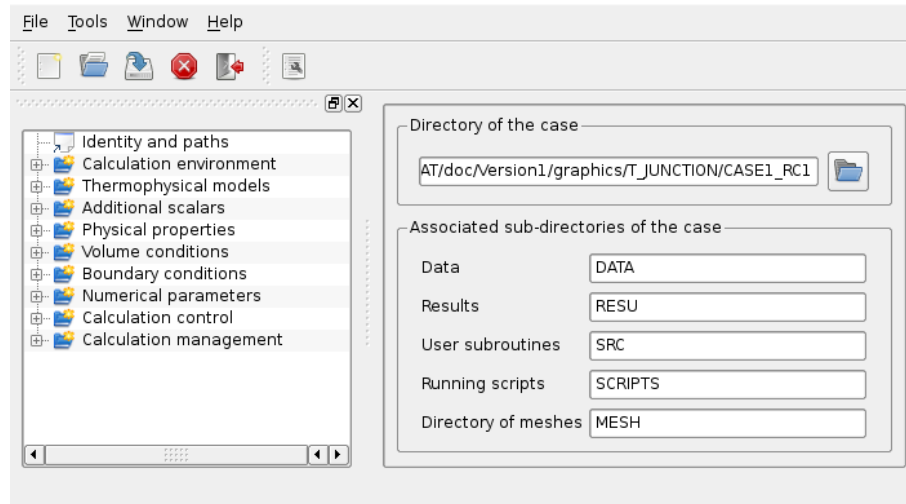 File Tools Window Help
Identity and paths
Calculation environment
Thermophysical models
Additional scalars
Physical properties
Volume conditions
Boundary conditions
Numerical parameters
Calculation control
Calculation management
Directory of the case
AT/doc/Version1/graphics/T_JUNCTION/CASE1_RC1
Associated sub-directories of the case
Data DATA
Results RESU
User subroutines SRC
Running scripts SCRIPTS
Directory of meshes MESH